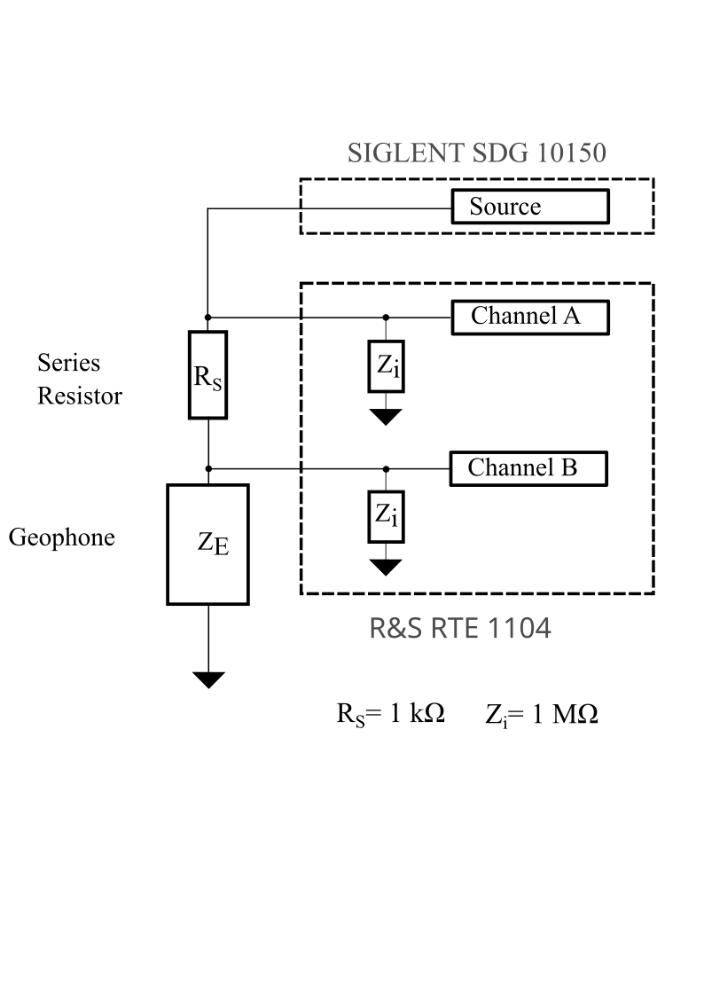 SIGLENT SDG 10150
Source
Channel A
Zi
Series
Resistor
RS
Channel B
Zi
Geophone
ZE
R&S RTE 1104
RS= 1 kΩ Zi= 1 MΩ